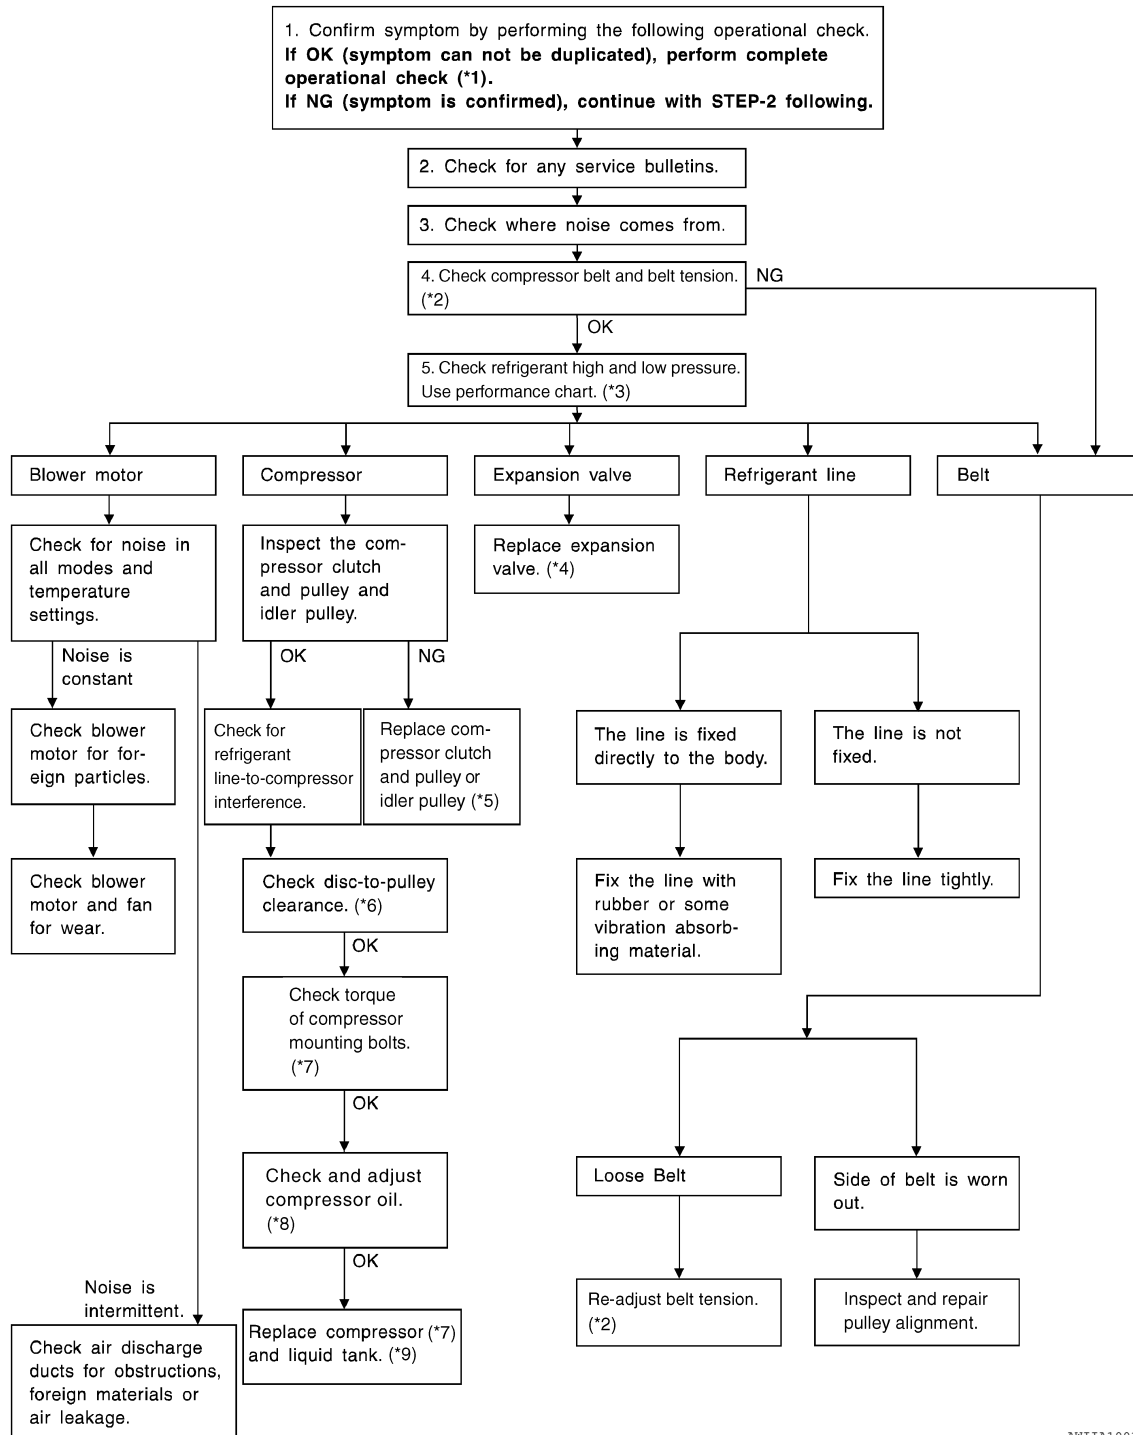 1. Confirm symptom by performing the following operational check.
If OK (symptom can not be duplicated), perform complete
operational check (*1).
If NG (symptom is confirmed), continue with STEP-2 following.
2. Check for any service bulletins.
3. Check where noise comes from.
4. Check compressor belt and belt tension.
(*2)
NG
OK
5. Check refrigerant high and low pressure.
Use performance chart. (*3)
Blower motor
Compressor
Expansion valve
Refrigerant line
Belt
Check for noise in
all modes and
temperature
settings.
Inspect the com-
pressor clutch
and pulley and
idler pulley.
Replace expansion
valve. (*4)
Noise is
constant
OK
NG
Check blower
motor for for-
eign particles.
Check for
refrigerant
line-to-compressor
interference.
Replace com-
pressor clutch
and pulley or
idler pulley (*5)
The line is fixed
directly to the body.
The line is not
fixed.
Check blower
motor and fan
for wear.
Check disc-to-pulley
clearance. (*6)
Fix the line with
rubber or some
vibration absorb-
ing material.
Fix the line tightly.
OK
Check torque
of compressor
mounting bolts.
(*7)
OK
Check and adjust
compressor oil.
(*8)
Loose Belt
Side of belt is worn
out.
OK
Noise is
intermittent.
Replace compressor (*7)
and liquid tank. (*9)
Re-adjust belt tension.
(*2)
Inspect and repair
pulley alignment.
Check air discharge
ducts for obstructions,
foreign materials or
air leakage.